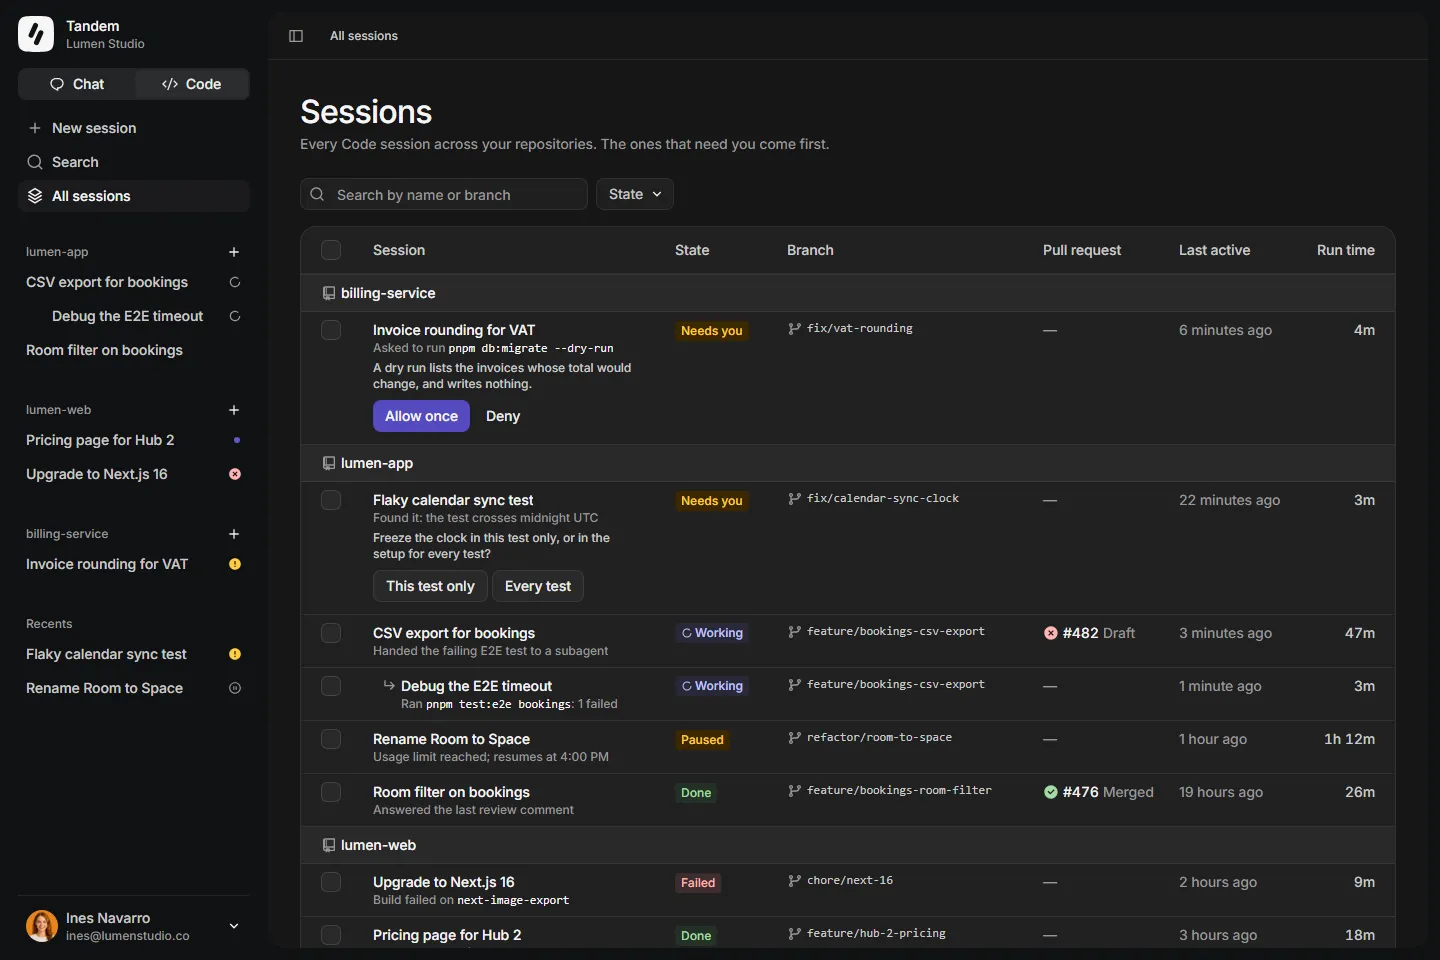 Tandem
Lumen Studio
Chat
Code
New session
Search
All sessions
lumen-app
CSV export for bookings
Debug the E2E timeout
Room filter on bookings
lumen-web
Pricing page for Hub 2
Upgrade to Next.js 16
billing-service
Invoice rounding for VAT
Recents
Flaky calendar sync test
Rename Room to Space
Ines Navarro
ines@lumenstudio.co
All sessions
Sessions
Every Code session across your repositories. The ones that need you come first.
Search by name or branch
State
Session State Branch Pull request Last active Run time
billing-service
Invoice rounding for VAT Needs you fix/vat-rounding — 6 minutes ago 4m
Asked to run pnpm db:migrate --dry-run
A dry run lists the invoices whose total would
change, and writes nothing.
Allow once Deny
lumen-app
Flaky calendar sync test Needs you fix/calendar-sync-clock — 22 minutes ago 3m
Found it: the test crosses midnight UTC
Freeze the clock in this test only, or in the
setup for every test?
This test only Every test
CSV export for bookings Working feature/bookings-csv-export #482 Draft 3 minutes ago 47m
Handed the failing E2E test to a subagent
Debug the E2E timeout Working feature/bookings-csv-export — 1 minute ago 3m
Ran pnpm test:e2e bookings: 1 failed
Rename Room to Space Paused refactor/room-to-space — 1 hour ago 1h 12m
Usage limit reached; resumes at 4:00 PM
Room filter on bookings Done feature/bookings-room-filter #476 Merged 19 hours ago 26m
Answered the last review comment
lumen-web
Upgrade to Next.js 16 Failed chore/next-16 — 2 hours ago 9m
Build failed on next-image-export
Pricing page for Hub 2 Done feature/hub-2-pricing — 3 hours ago 18m